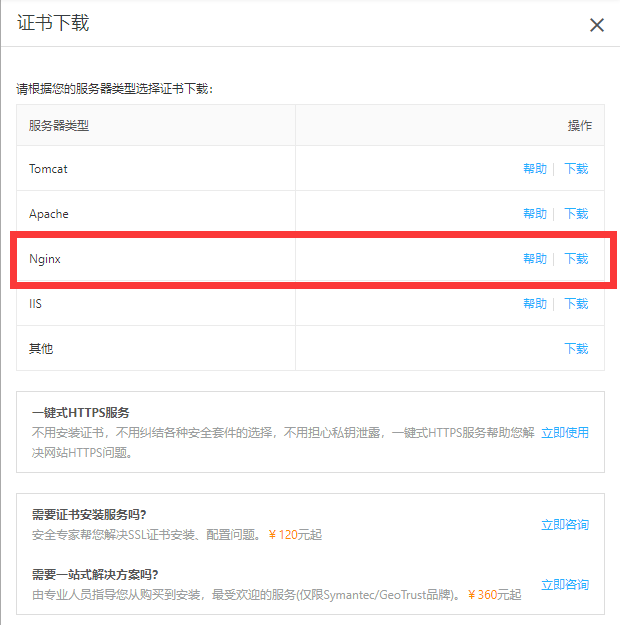 证书下载
请根据您的服务器类型选择证书下载：
服务器类型 操作
Tomcat 帮助 下载
Apache 帮助 下载
Nginx 帮助 下载
IIS 帮助 下载
其他 下载
一键式HTTPS服务
不用安装证书，不用纠结各种安全套件的选择，不用担心私钥泄露，一键式HTTPS服务帮助您解 立即使用
决网站HTTPS问题。
需要证书安装服务吗?
安全专家帮您解决SSL证书安装、配置问题。￥120元起 立即咨询
需要一站式解决方案吗?
由专业人员指导您从购买到安装，最受欢迎的服务(仅限Symantec/GeoTrust品牌)。￥360元起 立即咨询